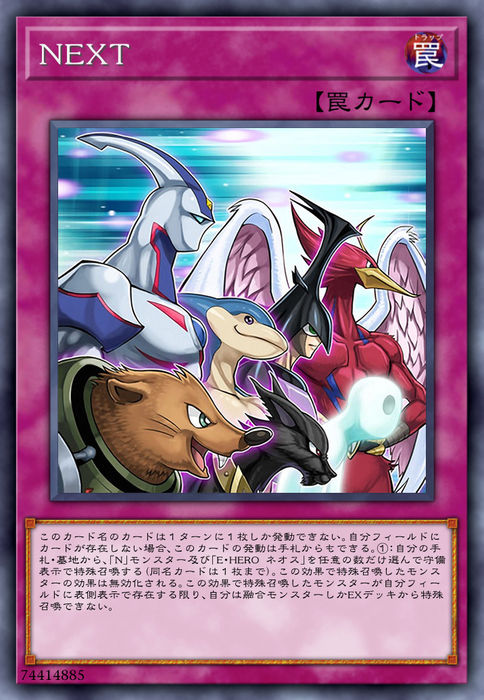 NEXT
トラップ
罠
【罠カード】
このカード名のカードは1ターンに1枚しか発動できない。自分フィールドに
カードが存在しない場合、このカードの発動は手札からもできる。①:自分の手
札・墓地から、「N」モンスター及び「E・HERO ネオス」を任意の数だけ選んで守備
表示で特殊召喚する(同名カードは1枚まで)。この効果で特殊召喚したモンス
ターの効果は無効化される。この効果で特殊召喚したモンスターが自分フィー
ルドに表側表示で存在する限り、自分は融合モンスターしかEXデッキから特殊
召喚できない。
74414885